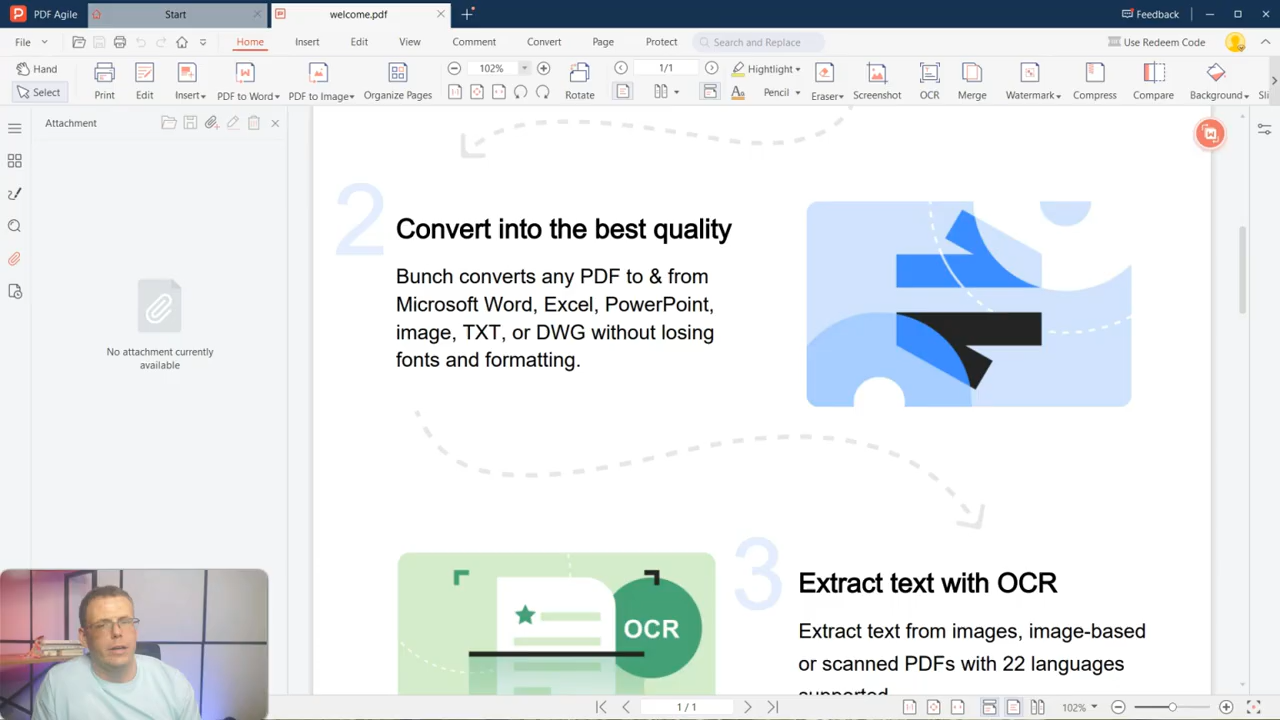 PDF Agile
Start
welcome.pdf
Feedback
File
Home
Insert
Edit
View
Comment
Convert
Page
Protect
Search and Replace
Use Redeem Code
Hand
Select
Print
Edit
Insert
PDF to Word
PDF to Image
Organize Pages
102%
Rotate
1/1
Highlight
Pencil
Eraser
Screenshot
OCR
Merge
Watermark
Compress
Compare
Background
Sli
Attachment
No attachment currently
available
2
Convert into the best quality
Bunch converts any PDF to & from
Microsoft Word, Excel, PowerPoint,
image, TXT, or DWG without losing
fonts and formatting.
OCR
3
Extract text with OCR
Extract text from images, image-based
or scanned PDFs with 22 languages
supported
1 / 1
102%